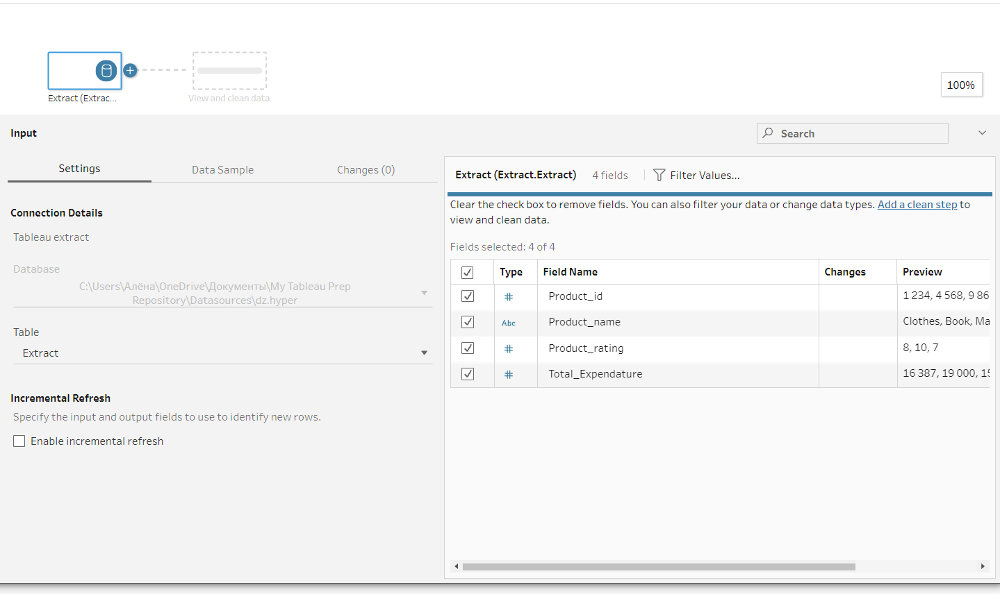 Extract (Extrac...
View and clean data
100%
Input
Search
Settings
Data Sample
Changes (0)
Extract (Extract.Extract)
4 fields
Filter Values...
Clear the check box to remove fields. You can also filter your data or change data types. Add a clean step to
view and clean data.
Connection Details
Tableau extract
Fields selected: 4 of 4
Database
C:\Users\Алёна\OneDrive\Документы\My Tableau Prep
Repository\Datasources\dz.hyper
Table
Extract
Incremental Refresh
Specify the input and output fields to use to identify new rows.
Enable incremental refresh
Type Field Name Changes Preview
# Product_id 1 234, 4 568, 9 86
Abc Product_name Clothes, Book, Ma
# Product_rating 8, 10, 7
# Total_Expendature 16 387, 19 000, 15